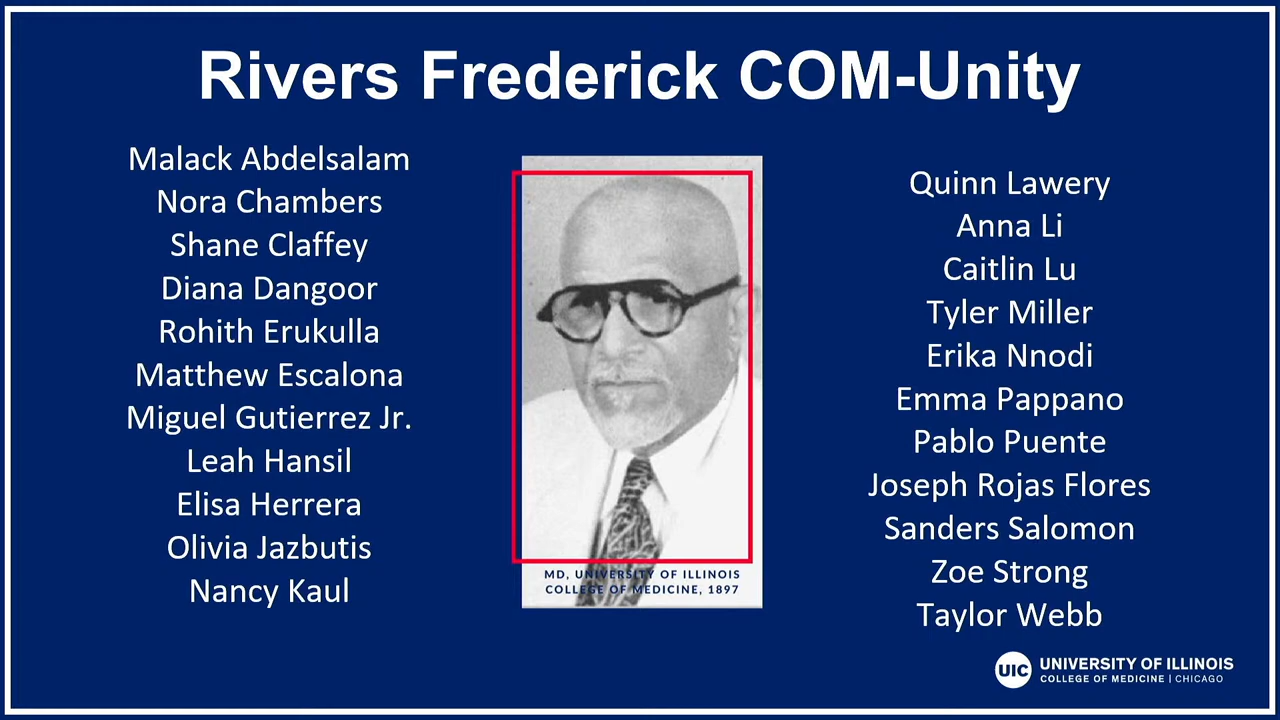 Rivers Frederick COM-Unity
Malack Abdelsalam
Nora Chambers
Shane Claffey
Diana Dangoor
Rohith Erukulla
Matthew Escalona
Miguel Gutierrez Jr.
Leah Hansil
Elisa Herrera
Olivia Jazbutis
Nancy Kaul
MD, UNIVERSITY OF ILLINOIS
COLLEGE OF MEDICINE, 1897
Quinn Lawery
Anna Li
Caitlin Lu
Tyler Miller
Erika Nnodi
Emma Pappano
Pablo Puente
Joseph Rojas Flores
Sanders Salomon
Zoe Strong
Taylor Webb
UIC UNIVERSITY OF ILLINOIS
COLLEGE OF MEDICINE | CHICAGO